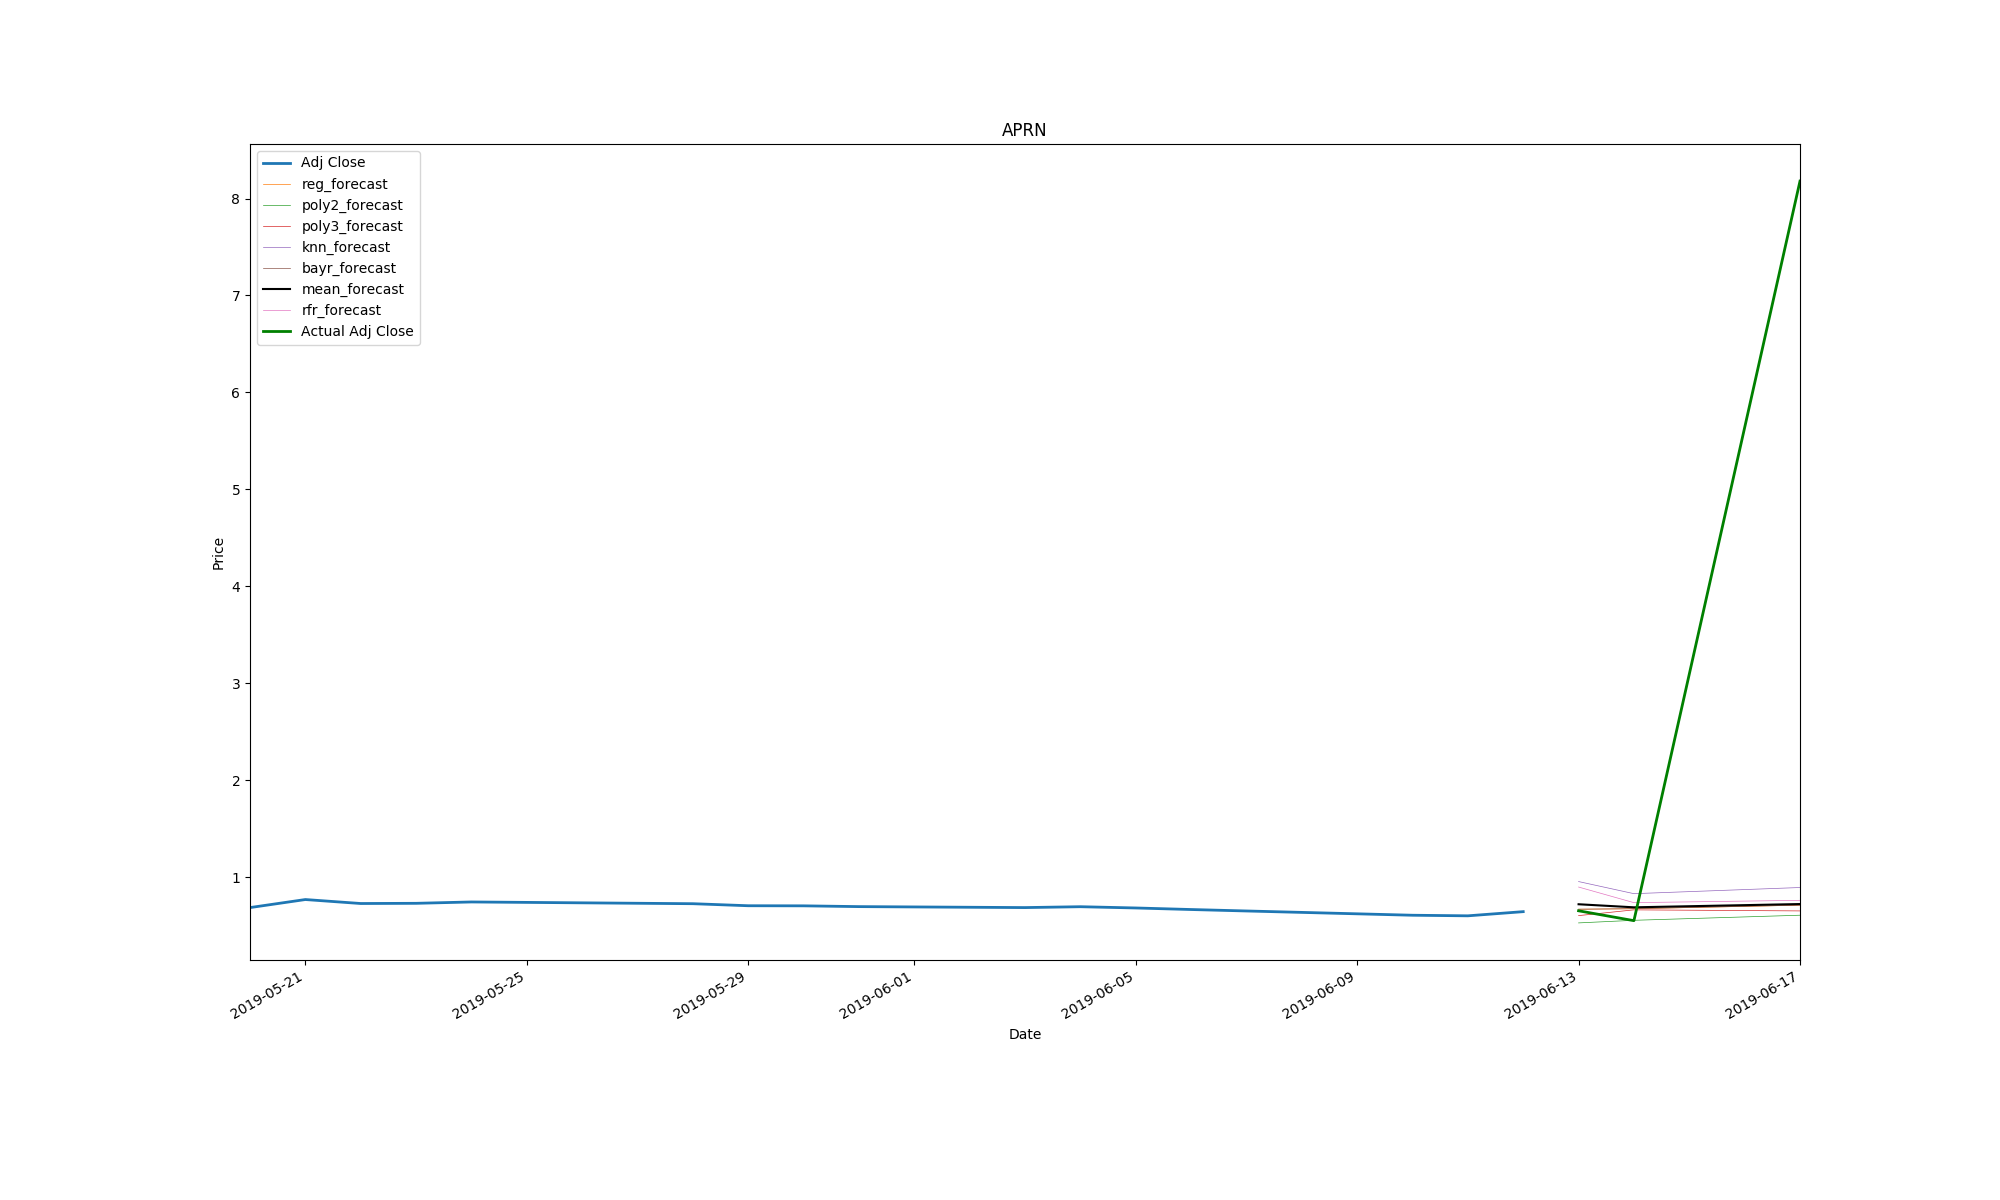 APRN
Adj Close
reg_forecast
poly2_forecast
poly3_forecast
knn_forecast
bayr_forecast
mean_forecast
rfr_forecast
Actual Adj Close
8
7
6
5
4
3
2
1
Price
2019-05-21
2019-05-25
2019-05-29
2019-06-01
2019-06-05
2019-06-09
2019-06-13
2019-06-17
Date